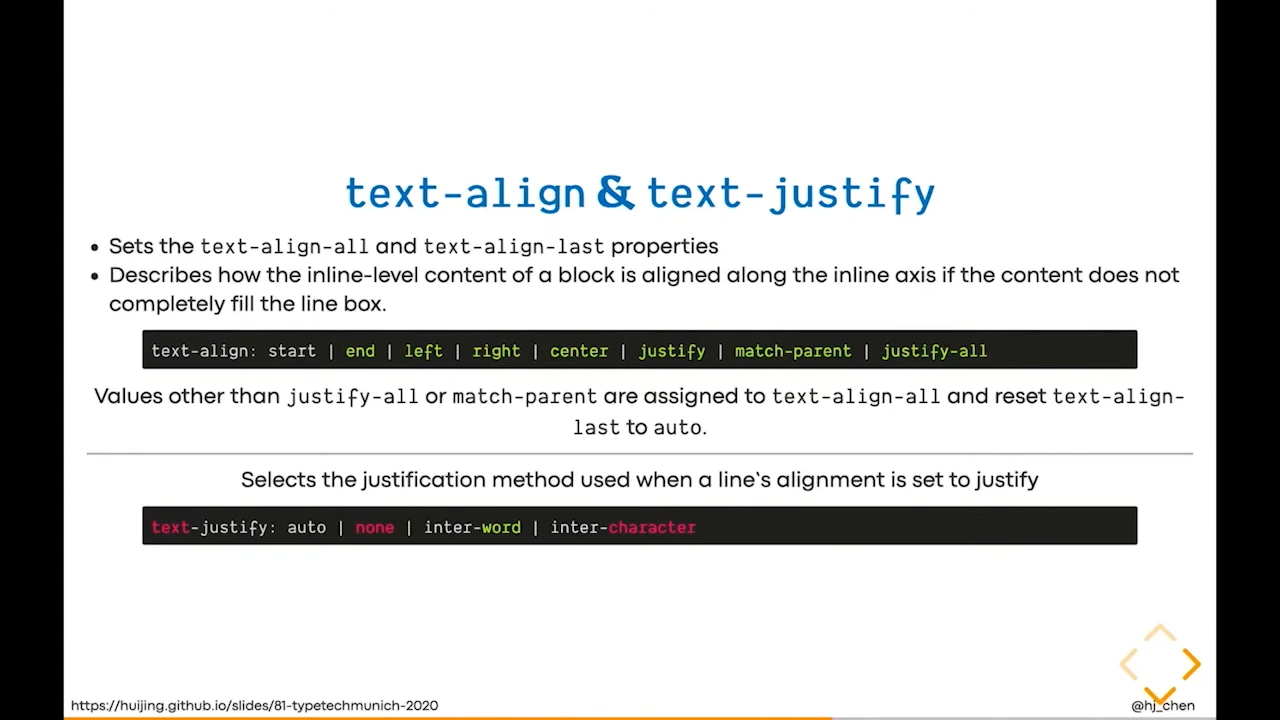 text-align & text-justify
• Sets the text-align-all and text-align-last properties
• Describes how the inline-level content of a block is aligned along the inline axis if the content does not
completely fill the line box.
text-align: start | end | left | right | center | justify | match-parent | justify-all
Values other than justify-all or match-parent are assigned to text-align-all and reset text-align-
last to auto.
Selects the justification method used when a line‵s alignment is set to justify
text-justify: auto | none | inter-word | inter-character
https://huijing.github.io/slides/81-typetechmunich-2020
@hj_chen